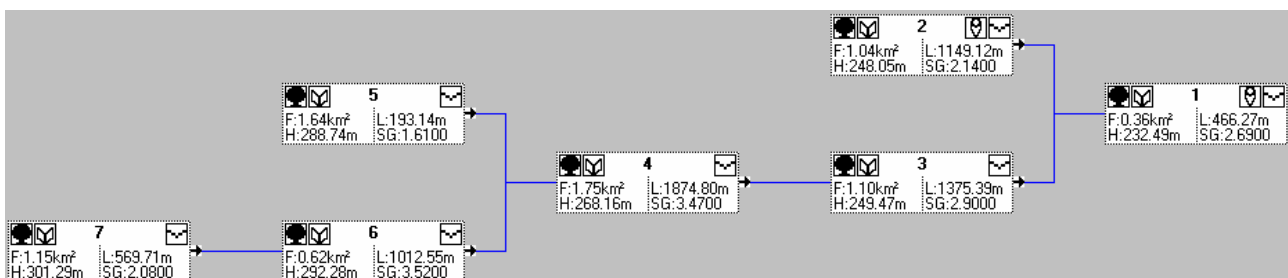 2
F:1.04km² L:1149.12m
H:248.05m SG:2.1400
5
F:1.64km² L:193.14m
H:288.74m SG:1.6100
1
F:0.36km² L:466.27m
H:232.49m SG:2.6900
4
F:1.75km² L:1874.80m
H:268.16m SG:3.4700
3
F:1.10km² L:1375.39m
H:249.47m SG:2.9000
7
F:1.15km² L:569.71m
H:301.29m SG:2.0800
6
F:0.62km² L:1012.55m
H:292.28m SG:3.5200